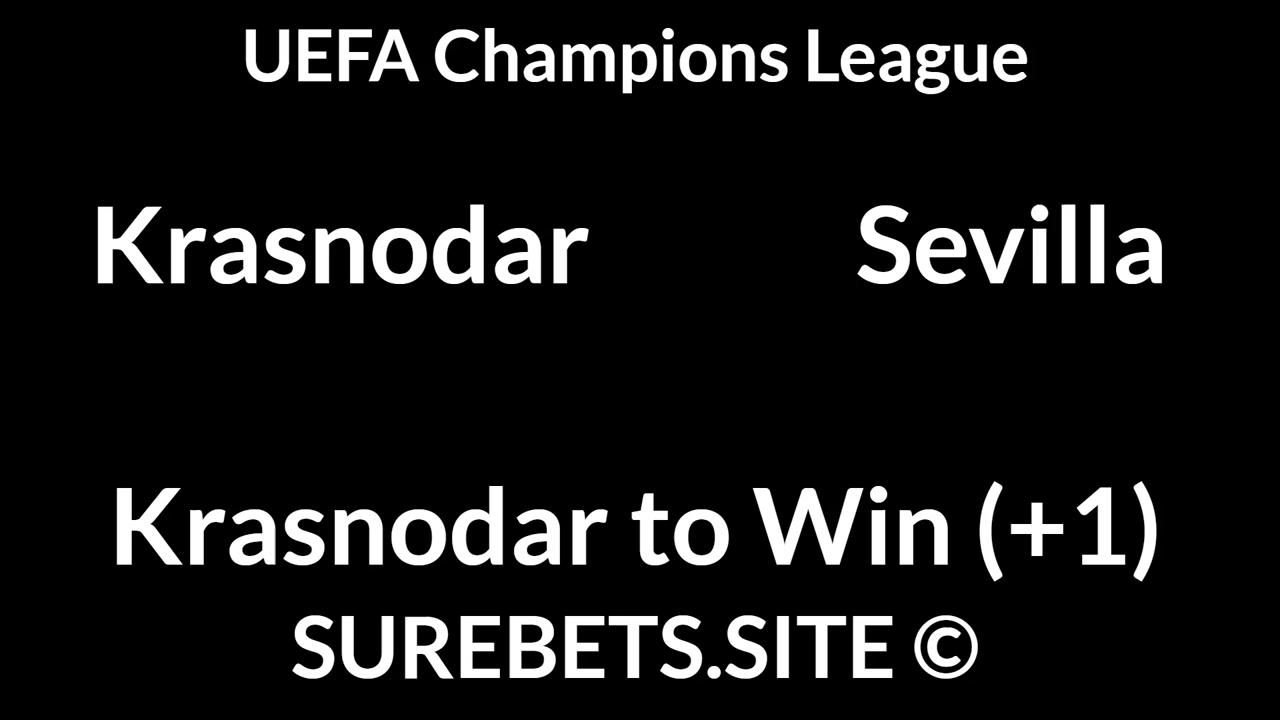 UEFA Champions League
Krasnodar Sevilla
Krasnodar to Win (+1)
SUREBETS.SITE ©